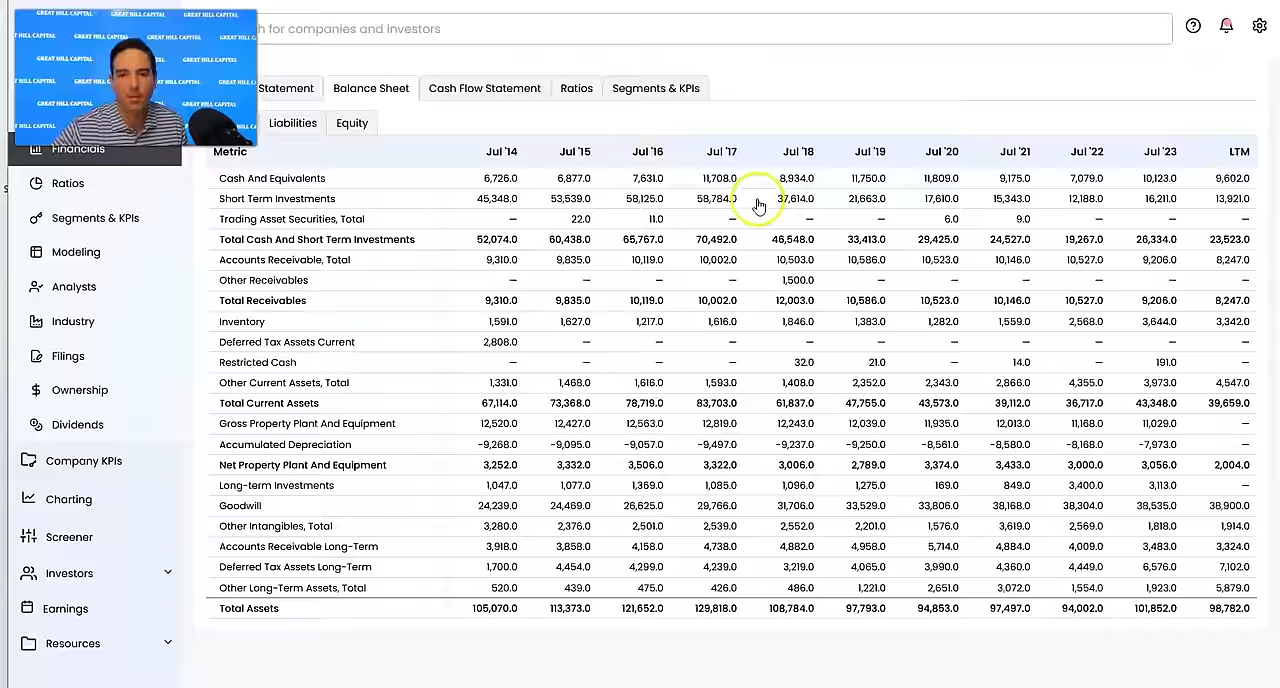 GREAT HILL CAPITAL GREAT HILL CAPITAL GREAT HILL CAPITAL
HILL CAPITAL GREAT HILL CAPITAL GREAT HILL CAPITAL
GREAT HILL CAPITAL GREAT HILL CAPITAL
HILL CAPITAL GREAT HILL CAPITAL
GREAT HILL CAPITAL GREAT HILL CAPITAL
HILL CAPITAL
h for companies and investors
Statement Balance Sheet Cash Flow Statement Ratios Segments & KPIs
Liabilities Equity
Financials
Ratios
Segments & KPIs
Modeling
Analysts
Industry
Filings
Ownership
Dividends
Company KPIs
Charting
Screener
Investors
Earnings
Resources
Metric Jul '14 Jul '15 Jul '16 Jul '17 Jul '18 Jul '19 Jul '20 Jul '21 Jul '22 Jul '23 LTM
Cash And Equivalents 6,726.0 6,877.0 7,631.0 11,708.0 8,934.0 11,750.0 11,809.0 9,175.0 7,079.0 10,123.0 9,602.0
Short Term Investments 45,348.0 53,539.0 58,125.0 58,784.0 37,614.0 21,663.0 17,610.0 15,343.0 12,188.0 16,211.0 13,921.0
Trading Asset Securities, Total — 22.0 11.0 — — — 6.0 9.0 — — —
Total Cash And Short Term Investments 52,074.0 60,438.0 65,767.0 70,492.0 46,548.0 33,413.0 29,425.0 24,527.0 19,267.0 26,334.0 23,523.0
Accounts Receivable, Total 9,310.0 9,835.0 10,119.0 10,002.0 10,503.0 10,586.0 10,523.0 10,146.0 10,527.0 9,206.0 8,247.0
Other Receivables — — — — 1,500.0 — — — — — —
Total Receivables 9,310.0 9,835.0 10,119.0 10,002.0 12,003.0 10,586.0 10,523.0 10,146.0 10,527.0 9,206.0 8,247.0
Inventory 1,591.0 1,627.0 1,217.0 1,616.0 1,846.0 1,383.0 1,282.0 1,559.0 2,568.0 3,644.0 3,342.0
Deferred Tax Assets Current 2,808.0 — — — — — — — — — —
Restricted Cash — — — — 32.0 21.0 — 14.0 — 191.0 —
Other Current Assets, Total 1,331.0 1,468.0 1,616.0 1,593.0 1,408.0 2,352.0 2,343.0 2,866.0 4,355.0 3,973.0 4,547.0
Total Current Assets 67,114.0 73,368.0 78,719.0 83,703.0 61,837.0 47,755.0 43,573.0 39,112.0 36,717.0 43,348.0 39,659.0
Gross Property Plant And Equipment 12,520.0 12,427.0 12,563.0 12,819.0 12,243.0 12,039.0 11,935.0 12,013.0 11,168.0 11,029.0 —
Accumulated Depreciation -9,268.0 -9,095.0 -9,057.0 -9,497.0 -9,237.0 -9,250.0 -8,561.0 -8,580.0 -8,168.0 -7,973.0 —
Net Property Plant And Equipment 3,252.0 3,332.0 3,506.0 3,322.0 3,006.0 2,789.0 3,374.0 3,433.0 3,000.0 3,056.0 2,004.0
Long-term Investments 1,047.0 1,077.0 1,369.0 1,085.0 1,096.0 1,275.0 169.0 849.0 3,400.0 3,113.0 —
Goodwill 24,239.0 24,469.0 26,625.0 29,766.0 31,706.0 33,529.0 33,806.0 38,168.0 38,304.0 38,535.0 38,900.0
Other Intangibles, Total 3,280.0 2,376.0 2,501.0 2,539.0 2,552.0 2,201.0 1,576.0 3,619.0 2,569.0 1,818.0 1,914.0
Accounts Receivable Long-Term 3,918.0 3,858.0 4,158.0 4,738.0 4,882.0 4,958.0 5,714.0 4,884.0 4,009.0 3,483.0 3,324.0
Deferred Tax Assets Long-Term 1,700.0 4,454.0 4,299.0 4,239.0 3,219.0 4,065.0 3,990.0 4,360.0 4,449.0 6,576.0 7,102.0
Other Long-Term Assets, Total 520.0 439.0 475.0 426.0 486.0 1,221.0 2,651.0 3,072.0 1,554.0 1,923.0 5,879.0
Total Assets 105,070.0 113,373.0 121,652.0 129,818.0 108,784.0 97,793.0 94,853.0 97,497.0 94,002.0 101,852.0 98,782.0